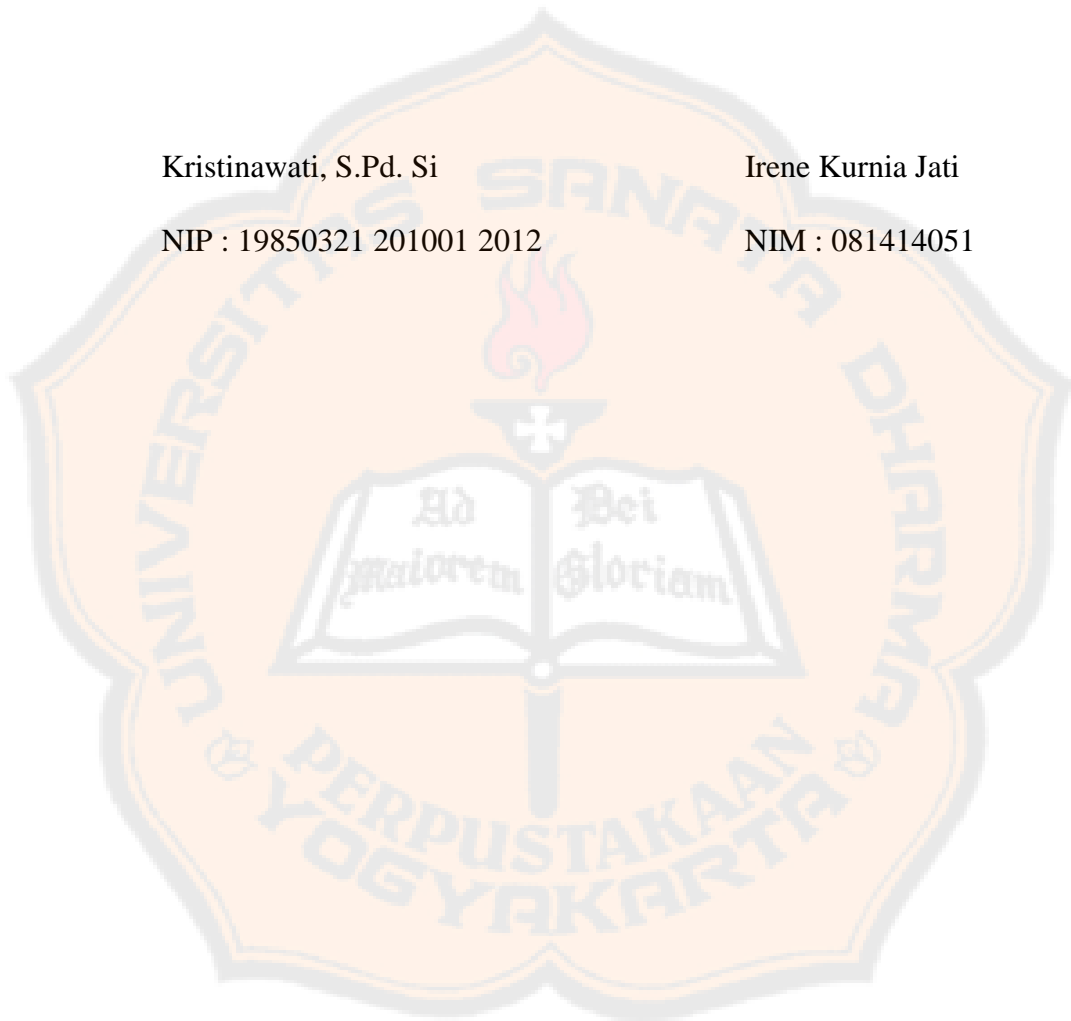 Kristinawati, S.Pd. Si Irene Kurnia Jati
NIP : 19850321 201001 2012 NIM : 081414051
UNIVERSITAS SANATA DHARMA
Ad Dei
Maiorem Gloriam
PERPUSTAKAAN
YOGYAKARTA